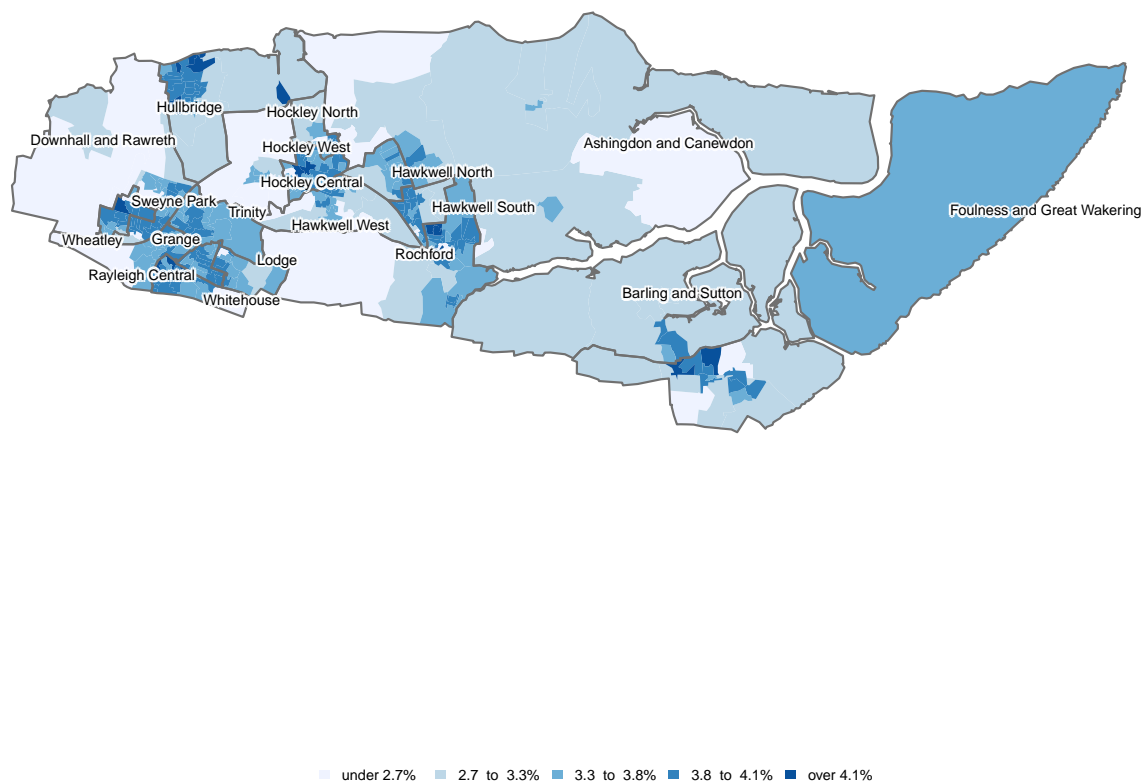 Hullbridge
Hockley North
Downhall and Rawreth
Hockley West
Ashingdon and Canewdon
Hawkwell North
Hockley Central
Sweyne Park
Trinity
Hawkwell South
Foulness and Great Wakering
Hawkwell West
Wheatley
Grange
Rochford
Lodge
Rayleigh Central
Barling and Sutton
Whitehouse
under 2.7% 2.7 to 3.3% 3.3 to 3.8% 3.8 to 4.1% over 4.1%